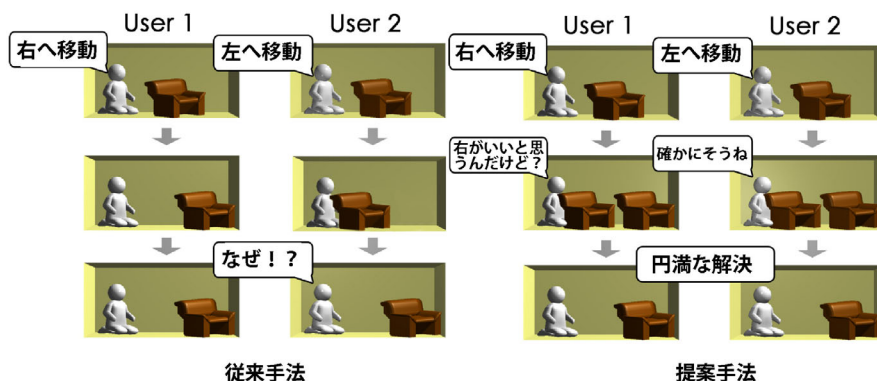 User 1
User 2
User 1
User 2
右へ移動
左へ移動
右へ移動
左へ移動
右がいいと思
うんだけど？
確かにそうね
なぜ！？
円満な解決
従来手法
提案手法